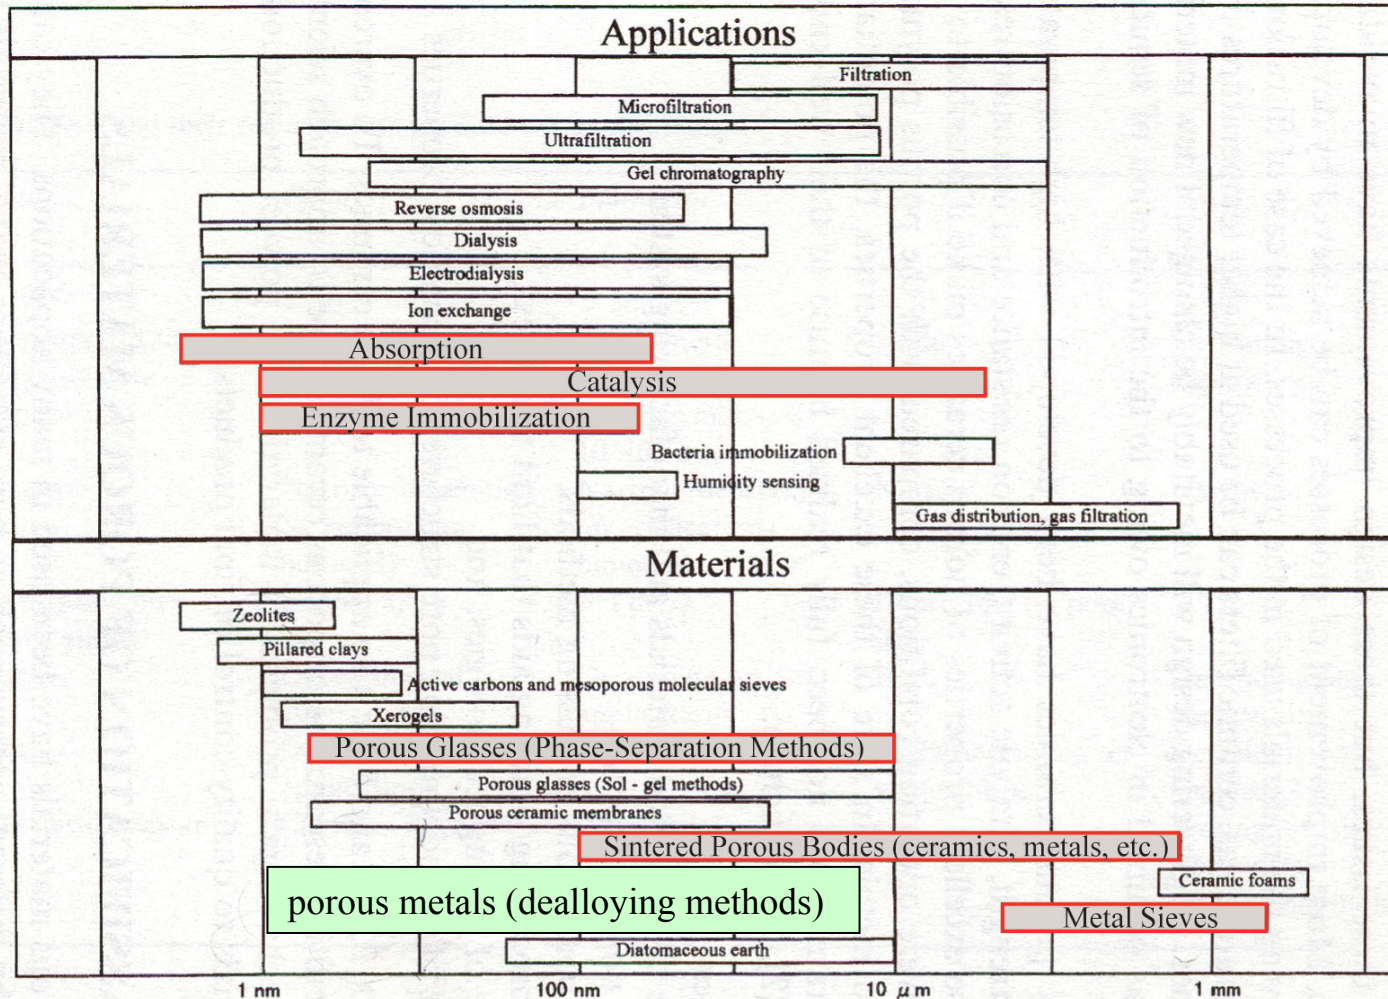 Applications
Filtration
Microfiltration
Ultrafiltration
Gel chromatography
Reverse osmosis
Dialysis
Electrodialysis
Ion exchange
Absorption
Catalysis
Enzyme Immobilization
Bacteria immobilization
Humidity sensing
Gas distribution, gas filtration
Materials
Zeolites
Pillared clays
Active carbons and mesoporous molecular sieves
Xerogels
Porous Glasses (Phase-Separation Methods)
Porous glasses (Sol - gel methods)
Porous ceramic membranes
Sintered Porous Bodies (ceramics, metals, etc.)
Ceramic foams
porous metals (dealloying methods)
Metal Sieves
Diatomaceous earth
1 nm 100 nm 10 μm 1 mm